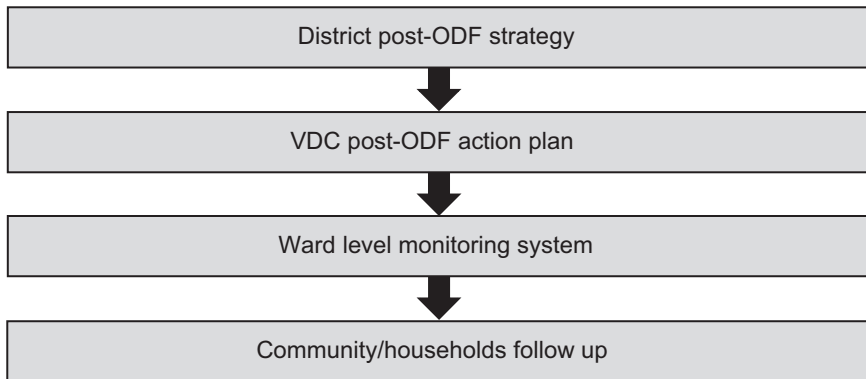 District post-ODF strategy
VDC post-ODF action plan
Ward level monitoring system
Community/households follow up